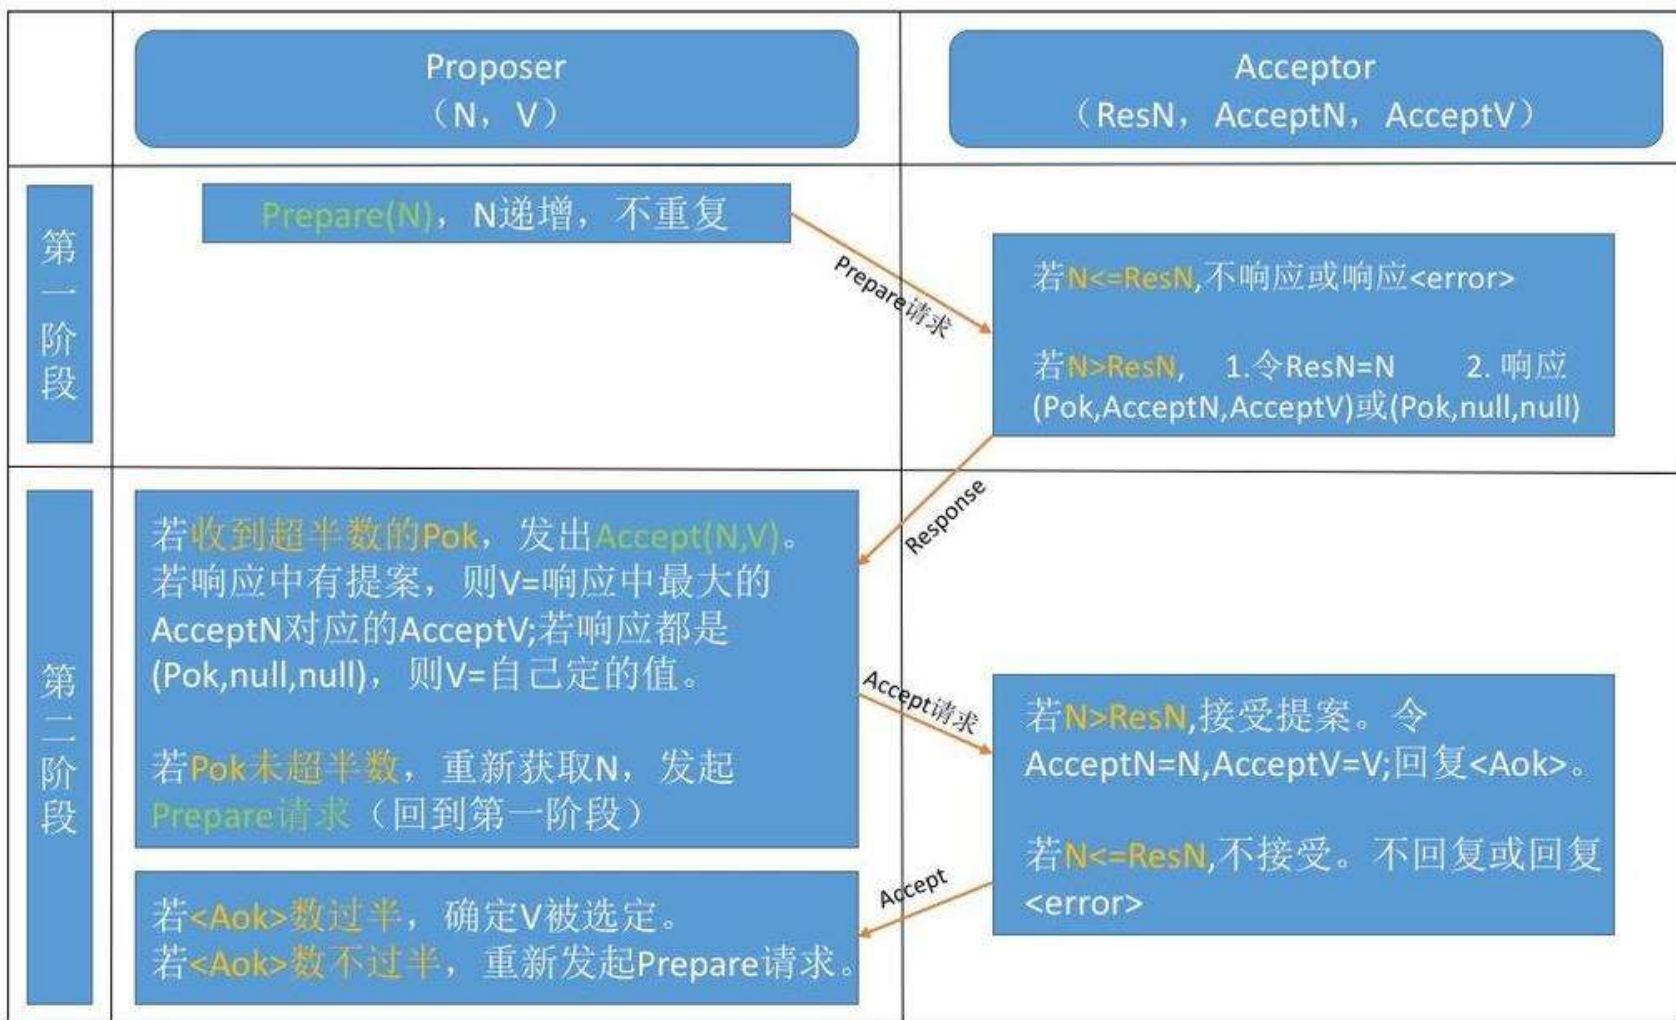 Proposer
（N，V）
Acceptor
（ResN，AcceptN，AcceptV）
第一阶段
Prepare(N)，N递增，不重复
Prepare请求
若N<=ResN,不响应或响应<error>
若N>ResN, 1.令ResN=N 2. 响应
(Pok,AcceptN,AcceptV)或(Pok,null,null)
Response
第二阶段
若收到超半数的Pok，发出Accept(N,V)。
若响应中有提案，则V=响应中最大的
AcceptN对应的AcceptV;若响应都是
(Pok,null,null)，则V=自己定的值。
若Pok未超半数，重新获取N，发起
Prepare请求（回到第一阶段）
Accept请求
若N>ResN,接受提案。令
AcceptN=N,AcceptV=V;回复<Aok>。
若N<=ResN,不接受。不回复或回复
<error>
Accept
若<Aok>数过半，确定V被选定。
若<Aok>数不过半，重新发起Prepare请求。